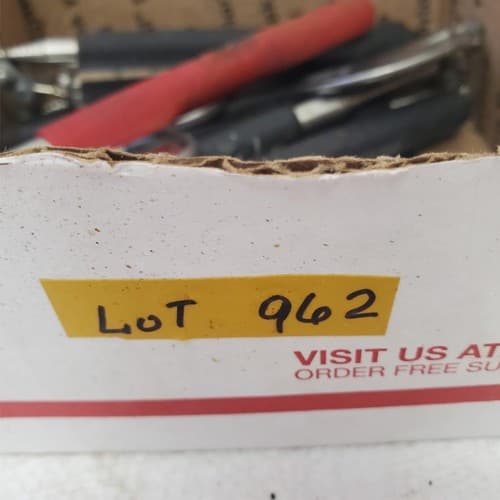 LOT 962
VISIT US AT
ORDER FREE SU